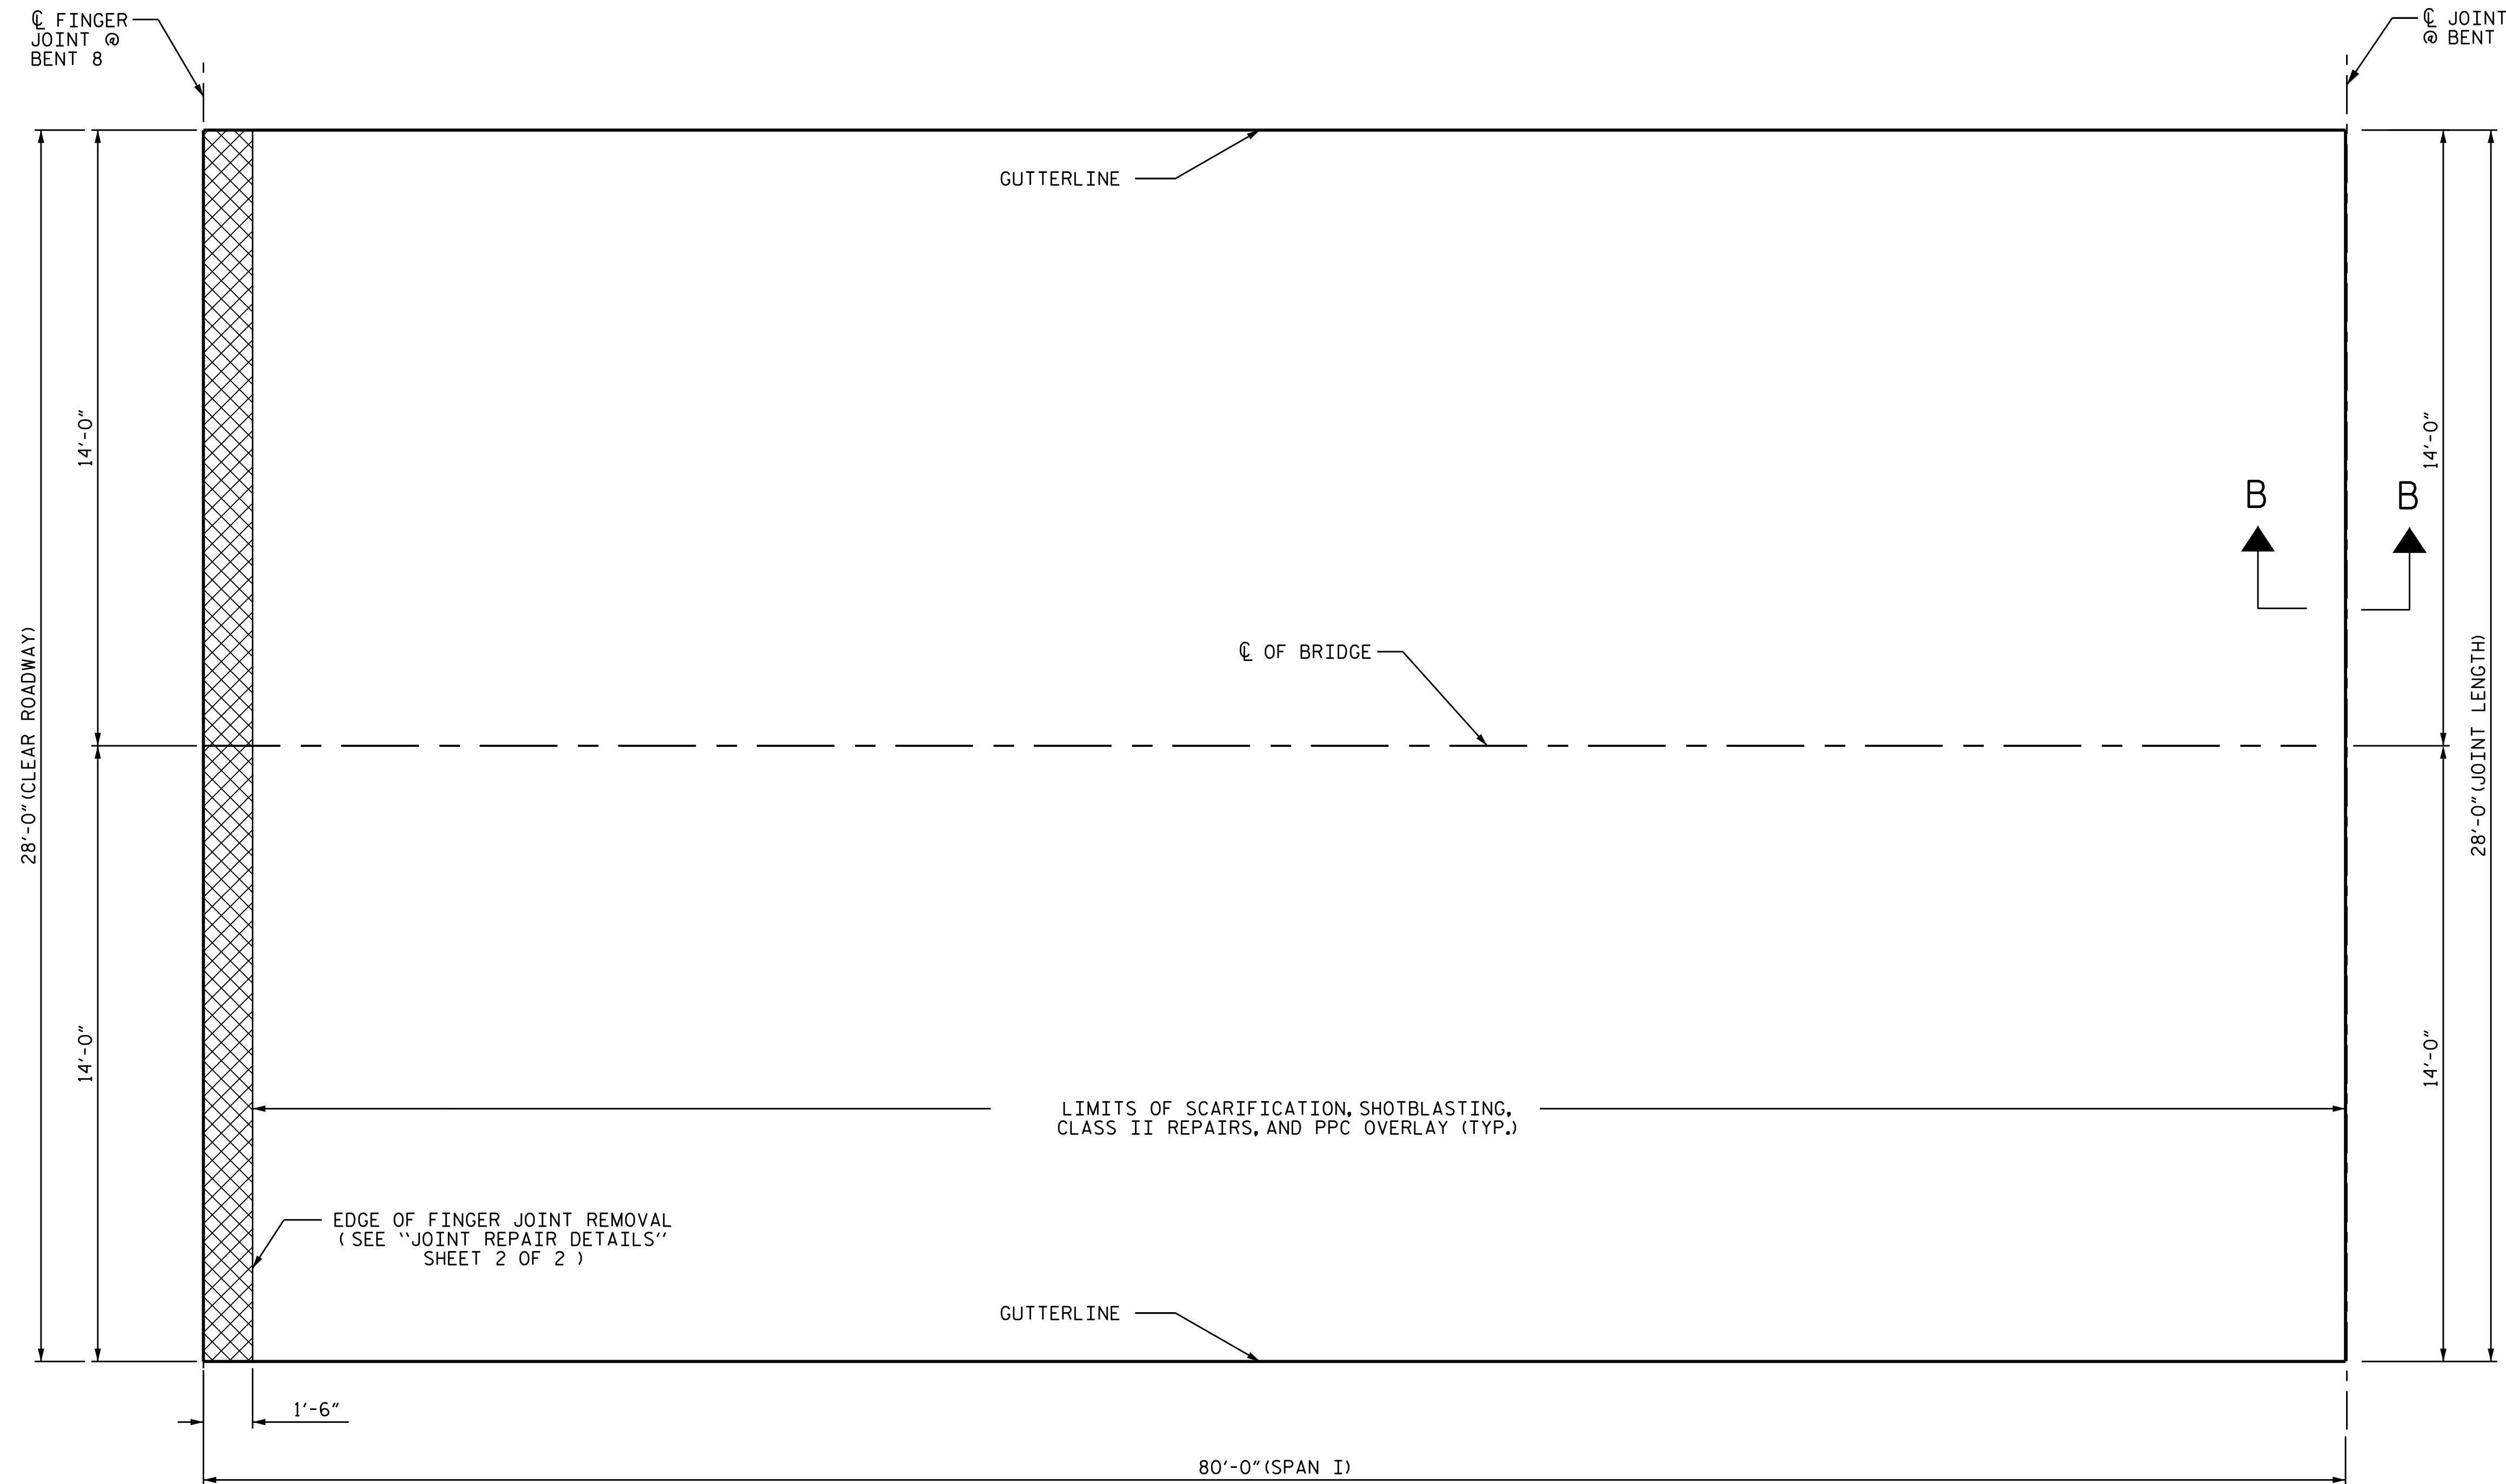 ℄ FINGER
JOINT @
BENT 8
℄ JOINT
@ BENT
GUTTERLINE
14'-0"
14'-0"
B
B
28'-0"(CLEAR ROADWAY)
28'-0"(JOINT LENGTH)
℄ OF BRIDGE
14'-0"
14'-0"
LIMITS OF SCARIFICATION, SHOTBLASTING,
CLASS II REPAIRS, AND PPC OVERLAY (TYP.)
EDGE OF FINGER JOINT REMOVAL
( SEE ``JOINT REPAIR DETAILS''
SHEET 2 OF 2 )
GUTTERLINE
1'-6"
80'-0"(SPAN I)